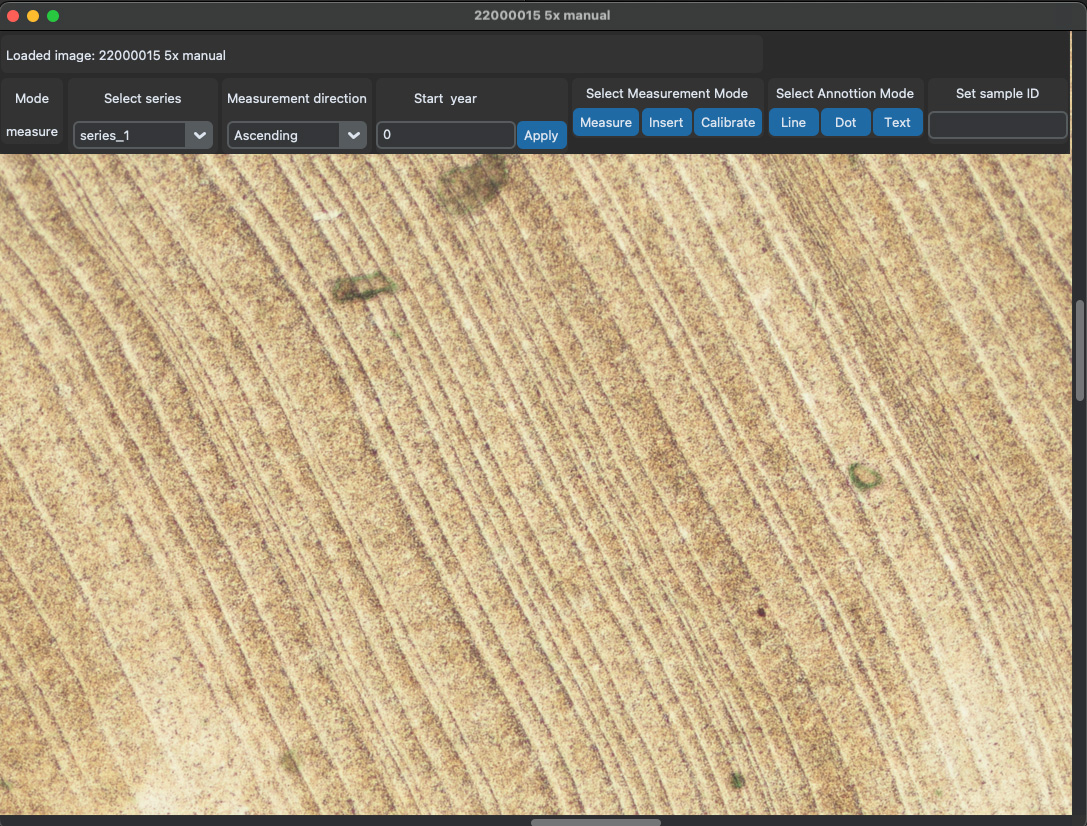 22000015 5x manual
Loaded image: 22000015 5x manual
Mode
measure
Select series
series_1
Measurement direction
Ascending
Start year
0
Apply
Select Measurement Mode
Measure Insert Calibrate
Select Annottion Mode
Line Dot Text
Set sample ID